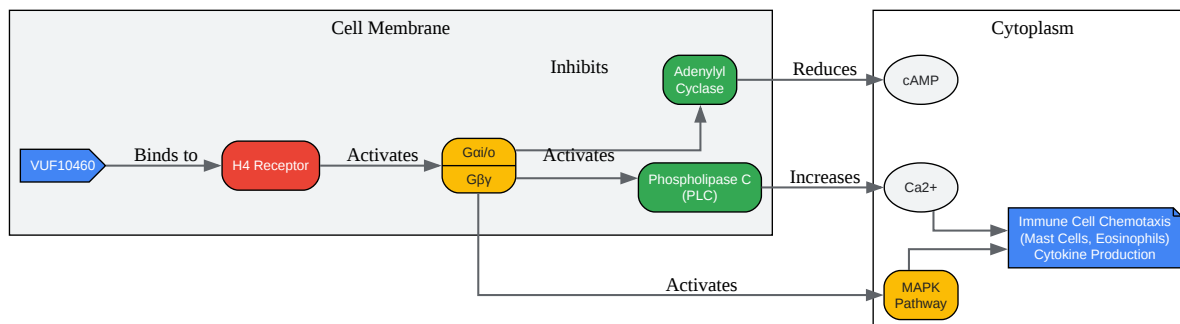 Cell Membrane
Cytoplasm
Inhibits
Adenylyl
Cyclase
Reduces
cAMP
VUF10460
Binds to
H4 Receptor
Activates
Gαi/o
Gβγ
Activates
Phospholipase C
(PLC)
Increases
Ca2+
Immune Cell Chemotaxis
(Mast Cells, Eosinophils)
Cytokine Production
Activates
MAPK
Pathway